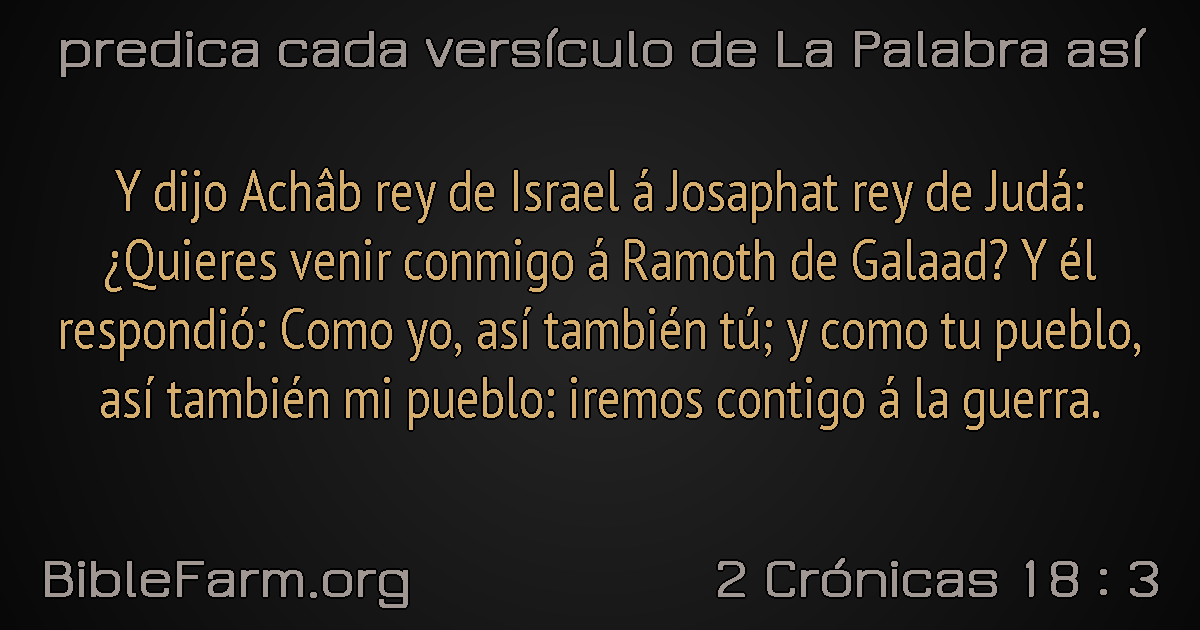 predica cada versículo de La Palabra así
Y dijo Achâb rey de Israel á Josaphat rey de Judá:
¿Quieres venir conmigo á Ramoth de Galaad? Y él
respondió: Como yo, así también tú; y como tu pueblo,
así también mi pueblo: iremos contigo á la guerra.
BibleFarm.org
2 Crónicas 18 : 3